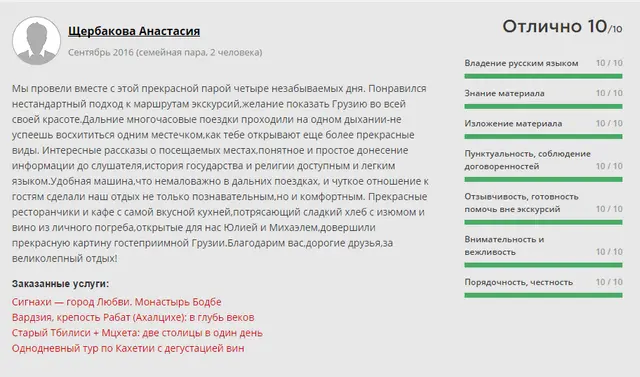 Щербакова Анастасия
Сентябрь 2016 (семейная пара, 2 человека)
Мы провели вместе с этой прекрасной парой четыре незабываемых дня. Понравился
нестандартный подход к маршрутам экскурсий,желание показать Грузию во всей
своей красоте.Дальние многочасовые поездки проходили на одном дыхании-не
успеешь восхититься одним местечком,как тебе открывают еще более прекрасные
виды. Интересные рассказы о посещаемых местах,понятное и простое донесение
информации до слушателя,история государства и религии доступным и легким
языком.Удобная машина,что немаловажно в дальних поездках, и чуткое отношение к
гостям сделали наш отдых не только познавательным,но и комфортным. Прекрасные
ресторанчики и кафе с самой вкусной кухней,потрясающий сладкий хлеб с изюмом и
вино из личного погреба,открытые для нас Юлией и Михаэлем,довершили
прекрасную картину гостеприимной Грузии.Благодарим вас,дорогие друзья,за
великолепный отдых!
Заказанные услуги:
Сигнахи — город Любви. Монастырь Бодбе
Вардзия, крепость Рабат (Ахалцихе): в глубь веков
Старый Тбилиси + Мцхета: две столицы в один день
Однодневный тур по Кахетии с дегустацией вин
Отлично 10/10
Владение русским языком 10 / 10
Знание материала 10 / 10
Изложение материала 10 / 10
Пунктуальность, соблюдение
договоренностей 10 / 10
Отзывчивость, готовность
помочь вне экскурсий 10 / 10
Внимательность и
вежливость 10 / 10
Порядочность, честность 10 / 10